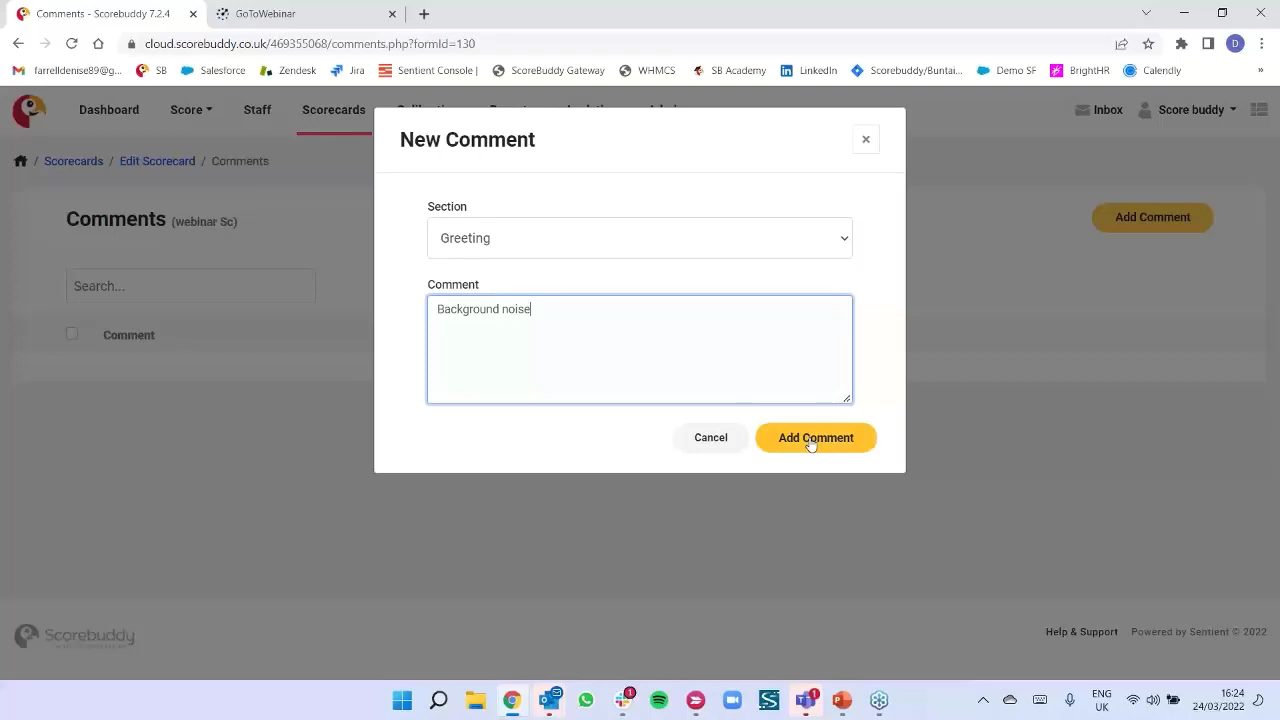 Comments - Scorebuddy 7.2.4
GoToWebinar
cloud.scorebuddy.co.uk/469355068/comments.php?formId=130
D
farrelldenise89@g...
SB
Salesforce
Zendesk
Jira
Sentient Console |
ScoreBuddy Gateway
WHMCS
SB Academy
LinkedIn
Scorebuddy/Buntai...
Demo SF
BrightHR
Calendly
Dashboard
Score
Staff
Scorecards
Inbox
Score buddy
/ Scorecards / Edit Scorecard / Comments
Comments (webinar Sc)
Add Comment
Search...
Comment
New Comment
×
Section
Greeting
Comment
Background noise
Cancel
Add Comment
Scorebuddy
Help & Support
Powered by Sentient © 2022
ENG
UK
16:24
24/03/2022